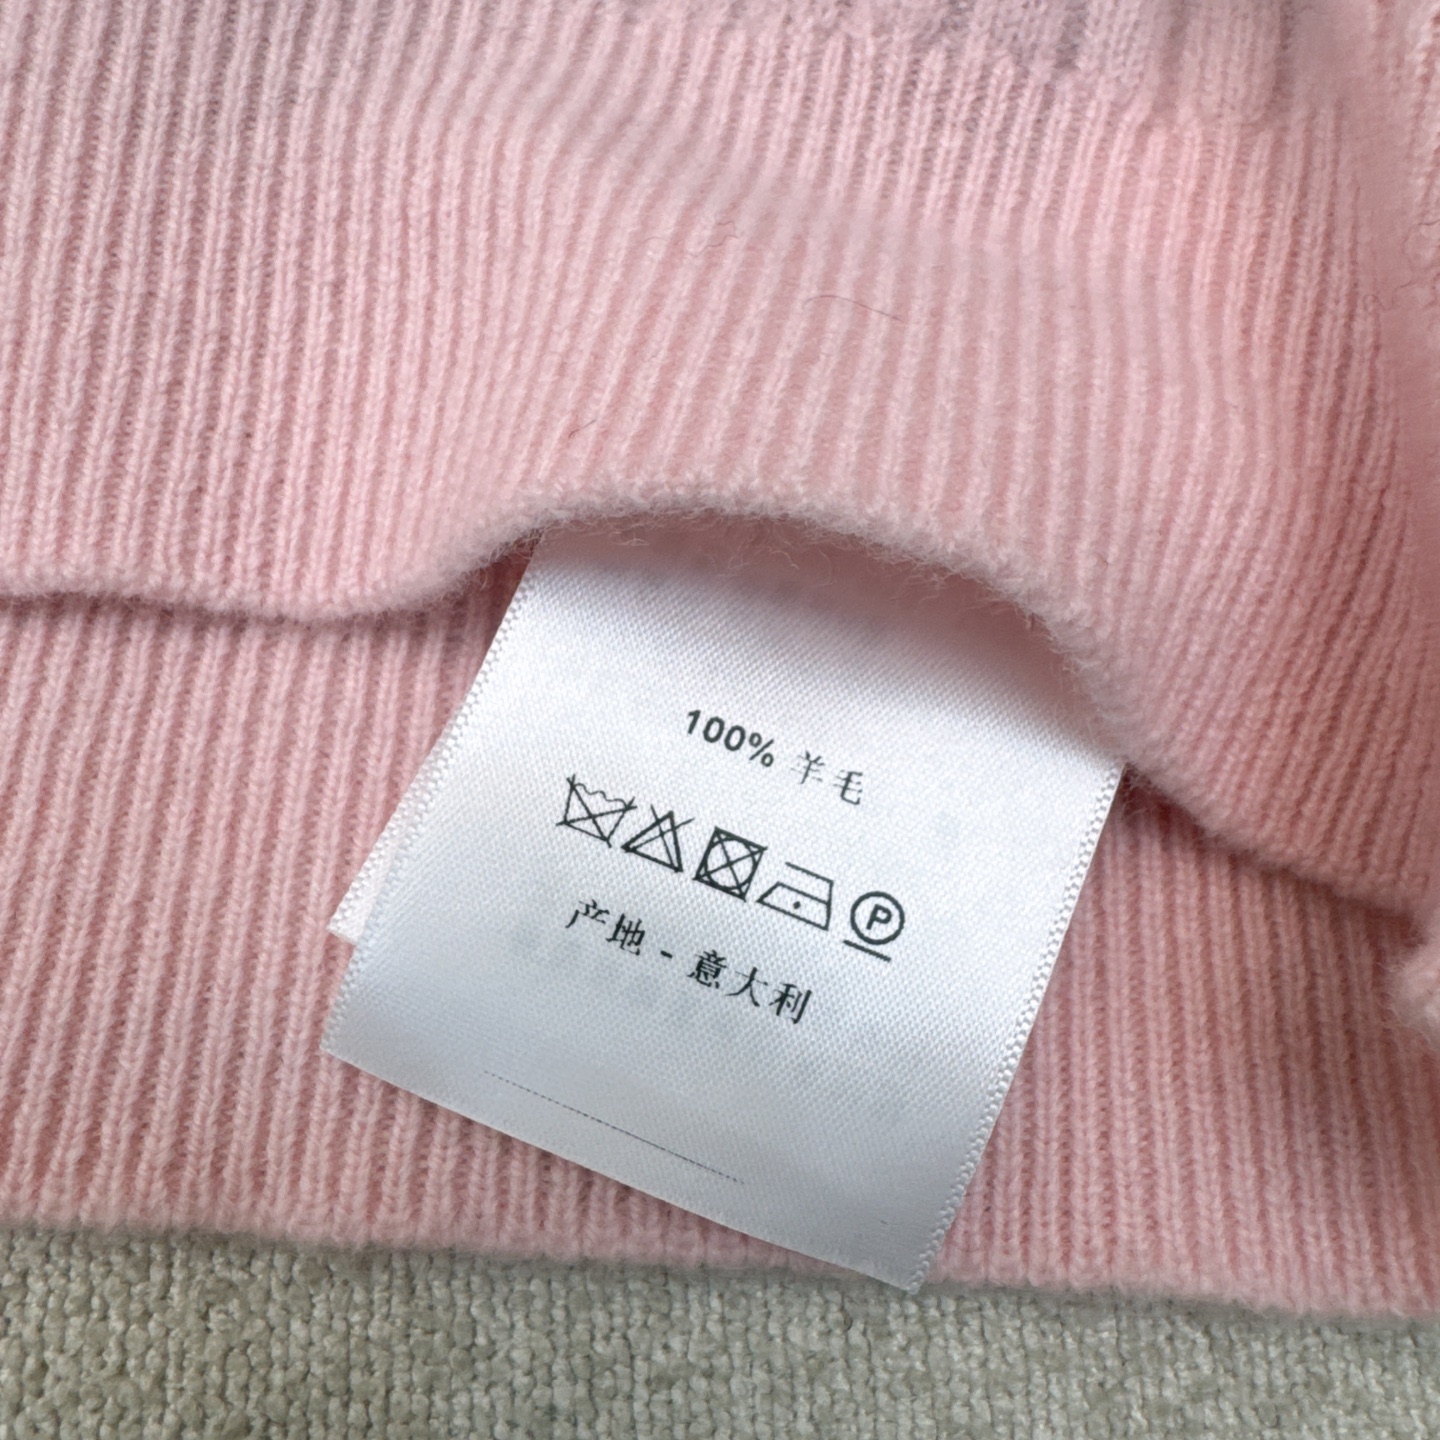 100% 羊毛
P
产地 - 意大利